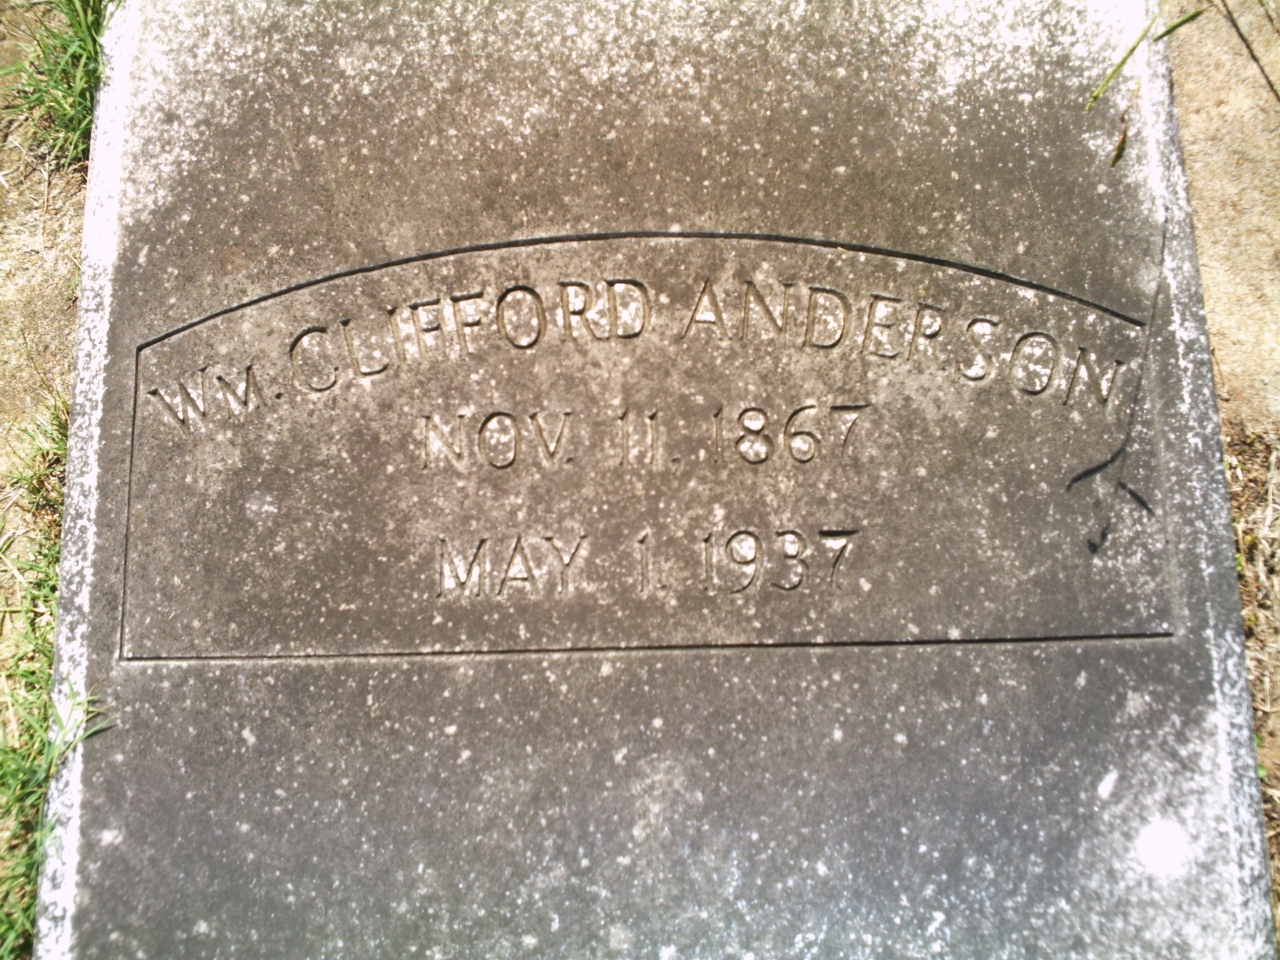 WM. CLIFFORD ANDERSON
NOV. 11. 1867
MAY 1. 1937